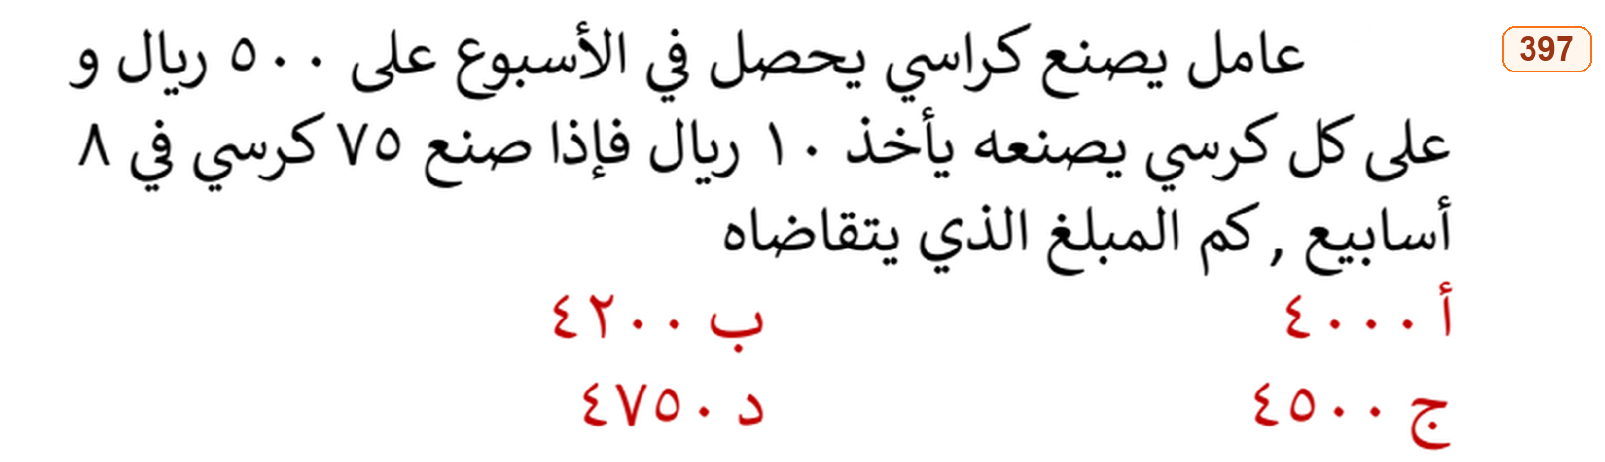 397
عامل يصنع كراسي يحصل في الأسبوع على ٥٠٠ ريال و
على كل كرسي يصنعه يأخذ ١٠ ريال فإذا صنع ٧٥ كرسي في ٨
أسابيع , كم المبلغ الذي يتقاضاه
أ ٤٠٠٠ ب ٤٢٠٠
ج ٤٥٠٠ د ٤٧٥٠